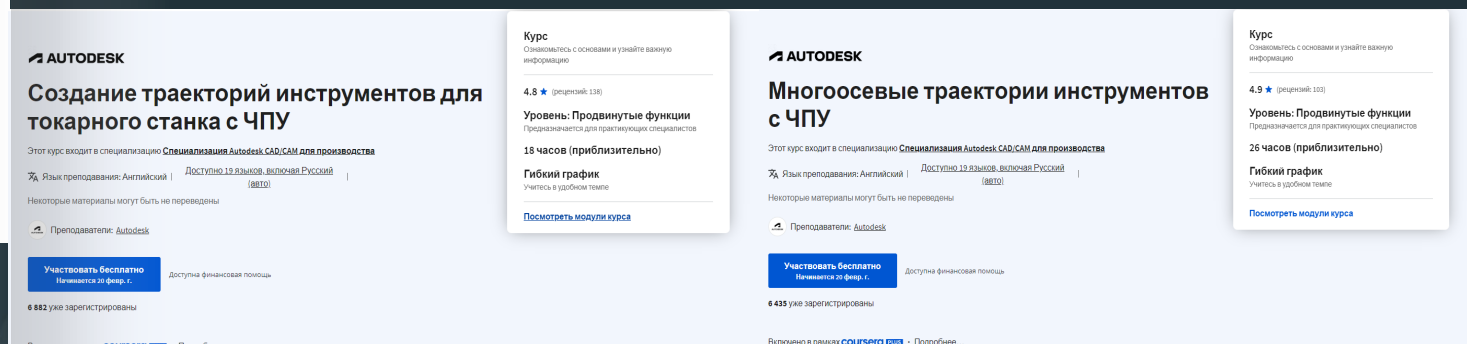 AUTODESK
Создание траекторий инструментов для
токарного станка с ЧПУ
Этот курс входит в специализацию Специализация Autodesk CAD/CAM для производства
Язык преподавания: Английский |
Доступно 19 языков, включая Русский
(авто)
|
Некоторые материалы могут быть не переведены
Преподаватели: Autodesk
Участвовать бесплатно
Начинается 20 февр. г.
Доступна финансовая помощь
6 882 уже зарегистрированы
Курс
Ознакомьтесь с основами и узнайте важную
информацию
4.8 ★ (рецензий: 138)
Уровень: Продвинутые функции
Предназначается для практикующих специалистов
18 часов (приблизительно)
Гибкий график
Учитесь в удобном темпе
Посмотреть модули курса
AUTODESK
Многоосевые траектории инструментов
с ЧПУ
Этот курс входит в специализацию Специализация Autodesk CAD/CAM для производства
Язык преподавания: Английский |
Доступно 19 языков, включая Русский
(авто)
|
Некоторые материалы могут быть не переведены
Преподаватели: Autodesk
Участвовать бесплатно
Начинается 20 февр. г.
Доступна финансовая помощь
6 435 уже зарегистрированы
Включено в рамках coursera PLUS • Подробнее
Курс
Ознакомьтесь с основами и узнайте важную
информацию
4.9 ★ (рецензий: 103)
Уровень: Продвинутые функции
Предназначается для практикующих специалистов
26 часов (приблизительно)
Гибкий график
Учитесь в удобном темпе
Посмотреть модули курса